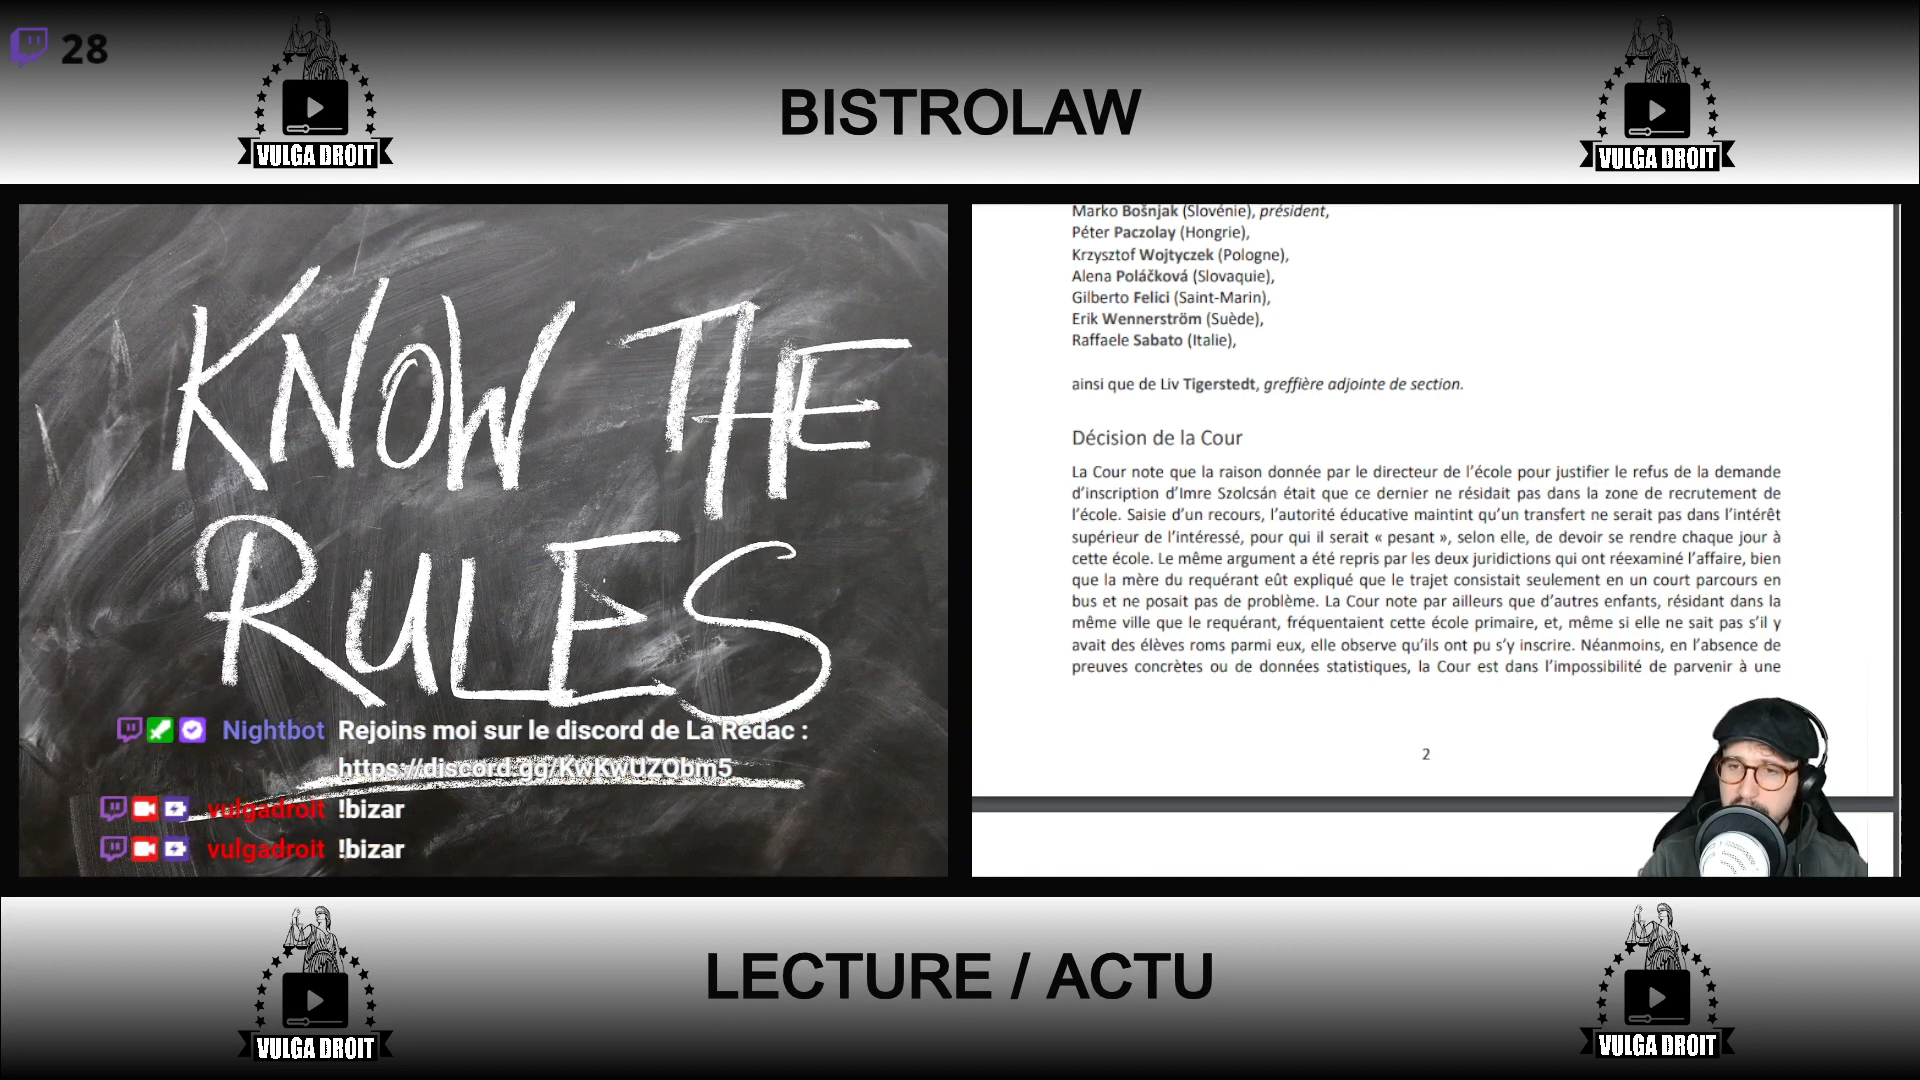 28
VULGA DROIT
BISTROLAW
VULGA DROIT
KNOW THE
RULES
Nightbot Rejoins moi sur le discord de La Redac :
https://discord.gg/KwKwUZQbm5
vulgadroit !bizar
vulgadroit !bizar
Marko Bošnjak (Slovénie), président,
Péter Paczolay (Hongrie),
Krzysztof Wojtyczek (Pologne),
Alena Poláčková (Slovaquie),
Gilberto Felici (Saint-Marin),
Erik Wennerström (Suède),
Raffaele Sabato (Italie),
ainsi que de Liv Tigerstedt, greffière adjointe de section.
Décision de la Cour
La Cour note que la raison donnée par le directeur de l’école pour justifier le refus de la demande
d’inscription d’Imre Szolcsán était que ce dernier ne résidait pas dans la zone de recrutement de
l’école. Saisie d’un recours, l’autorité éducative maintint qu’un transfert ne serait pas dans l’intérêt
supérieur de l’intéressé, pour qui il serait « pesant », selon elle, de devoir se rendre chaque jour à
cette école. Le même argument a été repris par les deux juridictions qui ont réexaminé l’affaire, bien
que la mère du requérant eût expliqué que le trajet consistait seulement en un court parcours en
bus et ne posait pas de problème. La Cour note par ailleurs que d’autres enfants, résidant dans la
même ville que le requérant, fréquentaient cette école primaire, et, même si elle ne sait pas s’il y
avait des élèves roms parmi eux, elle observe qu’ils ont pu s’y inscrire. Néanmoins, en l’absence de
preuves concrètes ou de données statistiques, la Cour est dans l’impossibilité de parvenir à une
2
VULGA DROIT
LECTURE / ACTU
VULGA DROIT